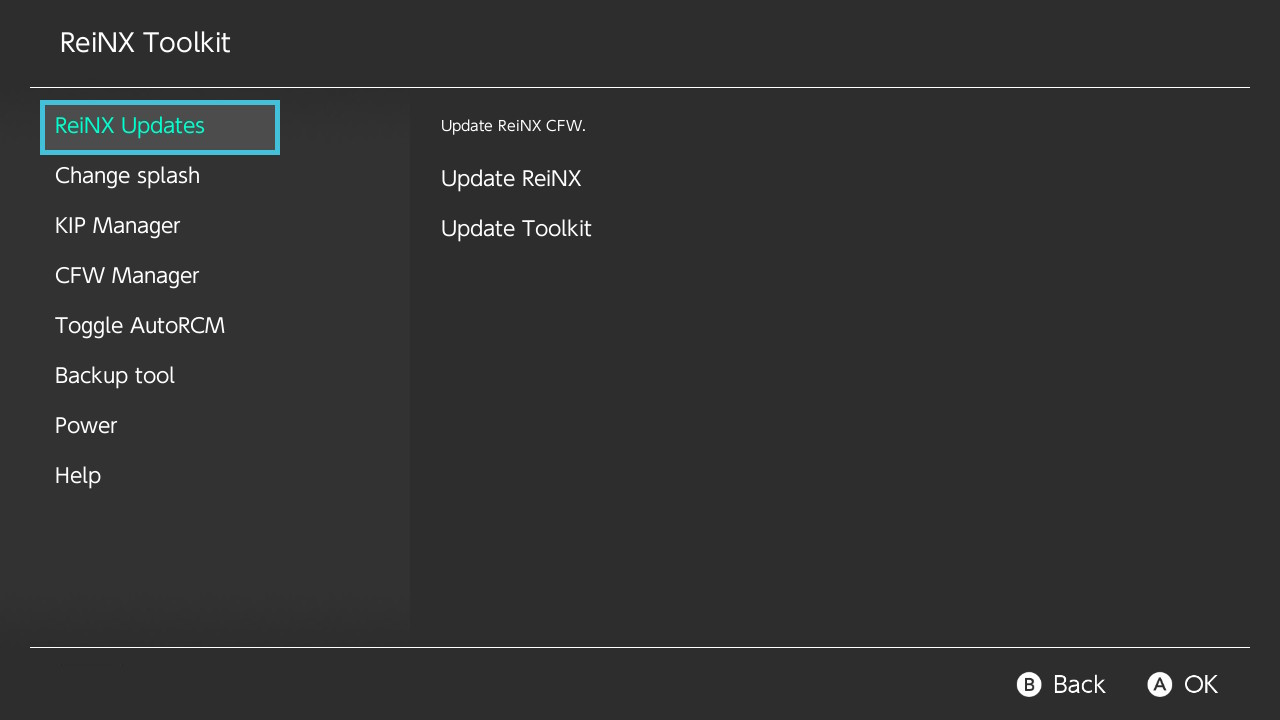 ReiNX Toolkit
ReiNX Updates
Change splash
KIP Manager
CFW Manager
Toggle AutoRCM
Backup tool
Power
Help
Update ReiNX CFW.
Update ReiNX
Update Toolkit
B Back A OK